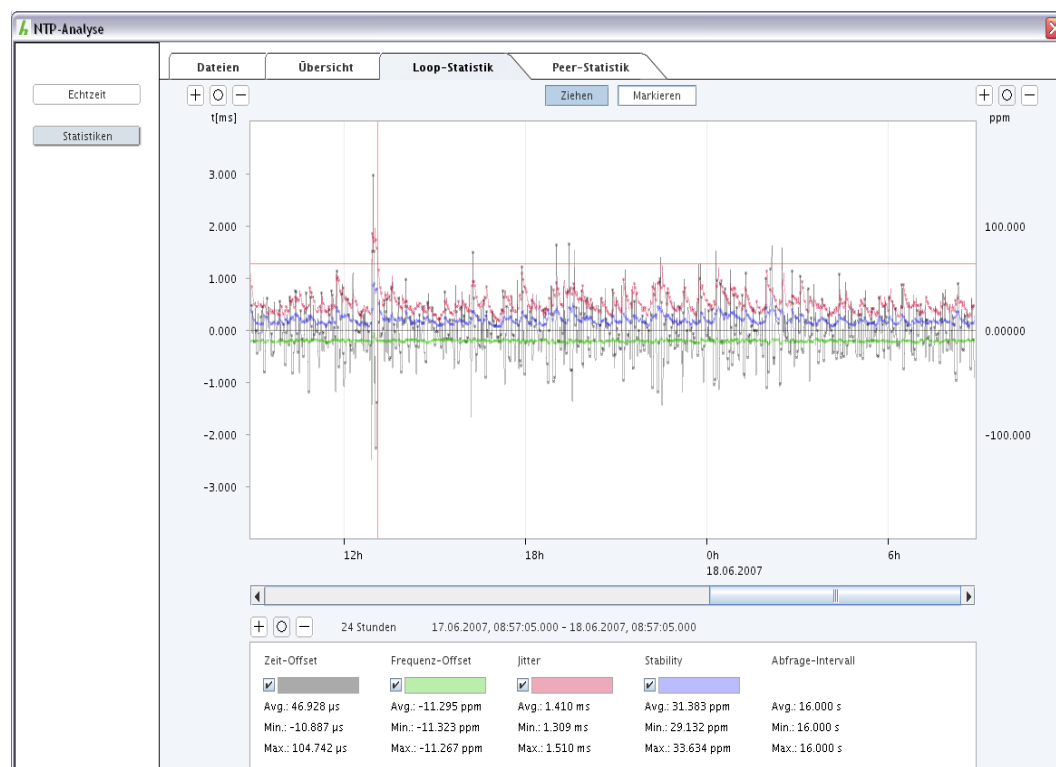 NTP-Analyse
Dateien Übersicht Loop-Statistik Peer-Statistik
Echtzeit
Statistiken
Ziehen Markieren
t[ms] ppm
3.000
2.000 100.000
1.000
0.000 0.00000
-1.000
-2.000 -100.000
-3.000
12h 18h 0h 6h
18.06.2007
24 Stunden 17.06.2007, 08:57:05.000 - 18.06.2007, 08:57:05.000
Zeit-Offset Frequenz-Offset Jitter Stability Abfrage-Intervall
Avg.: 46.928 µs Avg.: -11.295 ppm Avg.: 1.410 ms Avg.: 31.383 ppm Avg.: 16.000 s
Min.: -10.887 µs Min.: -11.323 ppm Min.: 1.309 ms Min.: 29.132 ppm Min.: 16.000 s
Max.: 104.742 µs Max.: -11.267 ppm Max.: 1.510 ms Max.: 33.634 ppm Max.: 16.000 s